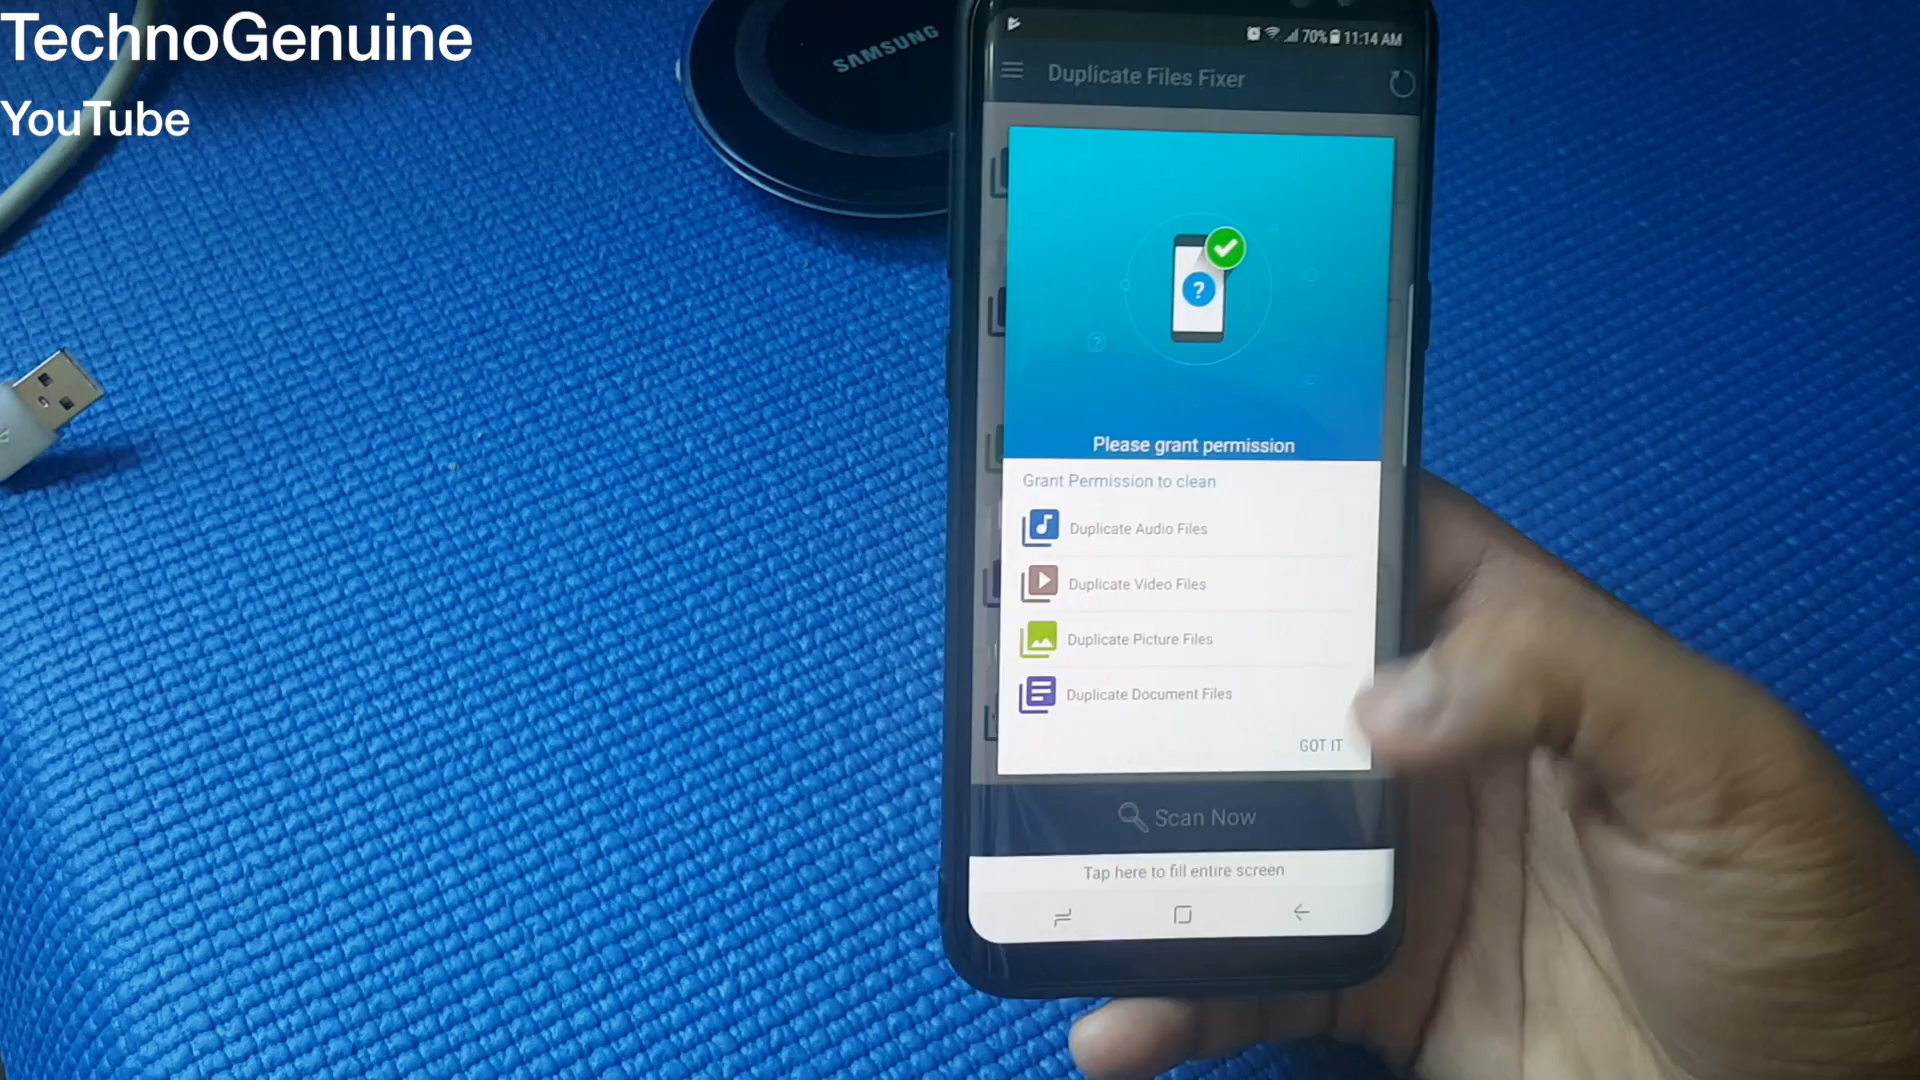 TechnoGenuine
YouTube
SAMSUNG
70% 11:14 AM
Duplicate Files Fixer
?
?
Please grant permission
Grant Permission to clean
Duplicate Audio Files
Duplicate Video Files
Duplicate Picture Files
Duplicate Document Files
GOT IT
Scan Now
Tap here to fill entire screen